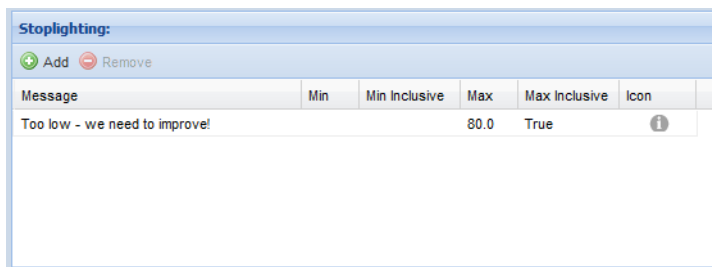 Stoplighting:
Add Remove
Message Min Min Inclusive Max Max Inclusive Icon
Too low - we need to improve! 80.0 True